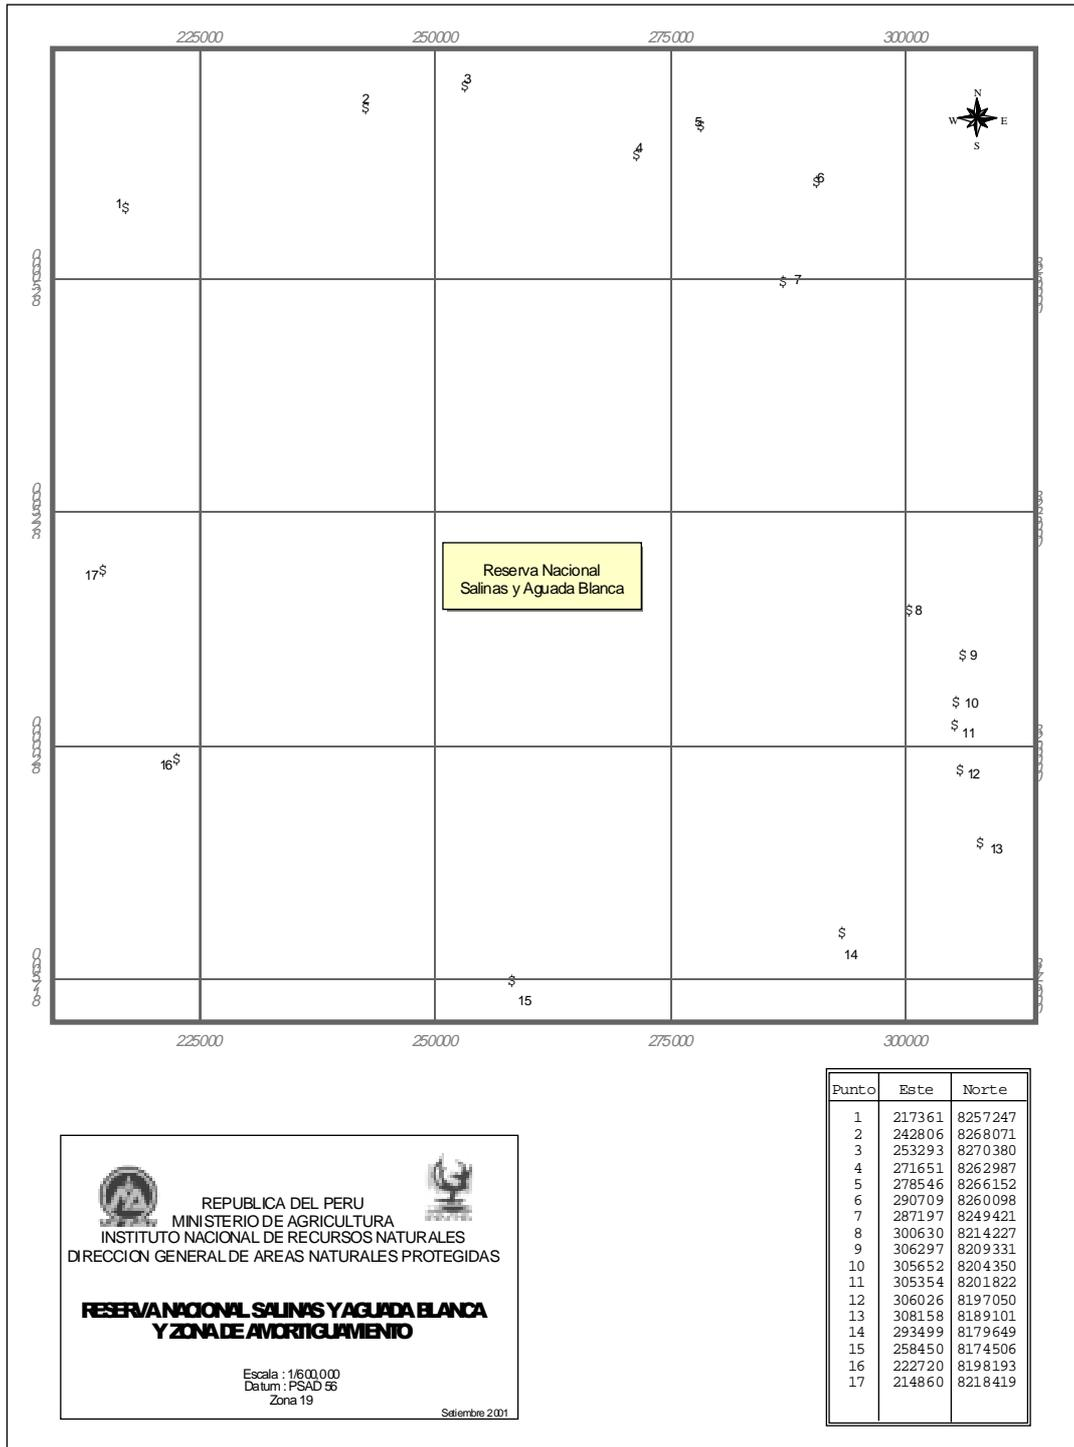 225000 250000 275000 300000
3
2
N
W E
S
5
4
6
1
8250000
7
8225000
Reserva Nacional
Salinas y Aguada Blanca
17
8
9
10
8200000
11
16
12
13
14
8175000
15
225000 250000 275000 300000
Punto Este Norte
1 217361 8257247
2 242806 8268071
3 253293 8270380
4 271651 8262987
5 278546 8266152
6 290709 8260098
7 287197 8249421
8 300630 8214227
9 306297 8209331
10 305652 8204350
11 305354 8201822
12 306026 8197050
13 308158 8189101
14 293499 8179649
15 258450 8174506
16 222720 8198193
17 214860 8218419
REPUBLICA DEL PERU
MINISTERIO DE AGRICULTURA
INSTITUTO NACIONAL DE RECURSOS NATURALES
DIRECCION GENERAL DE AREAS NATURALES PROTEGIDAS
RESERVA NACIONAL SALINAS Y AGUADA BLANCA
Y ZONA DE AMORTIGUAMIENTO
Escala : 1/600,000
Datum : PSAD 56
Zona 19
Setiembre 2001